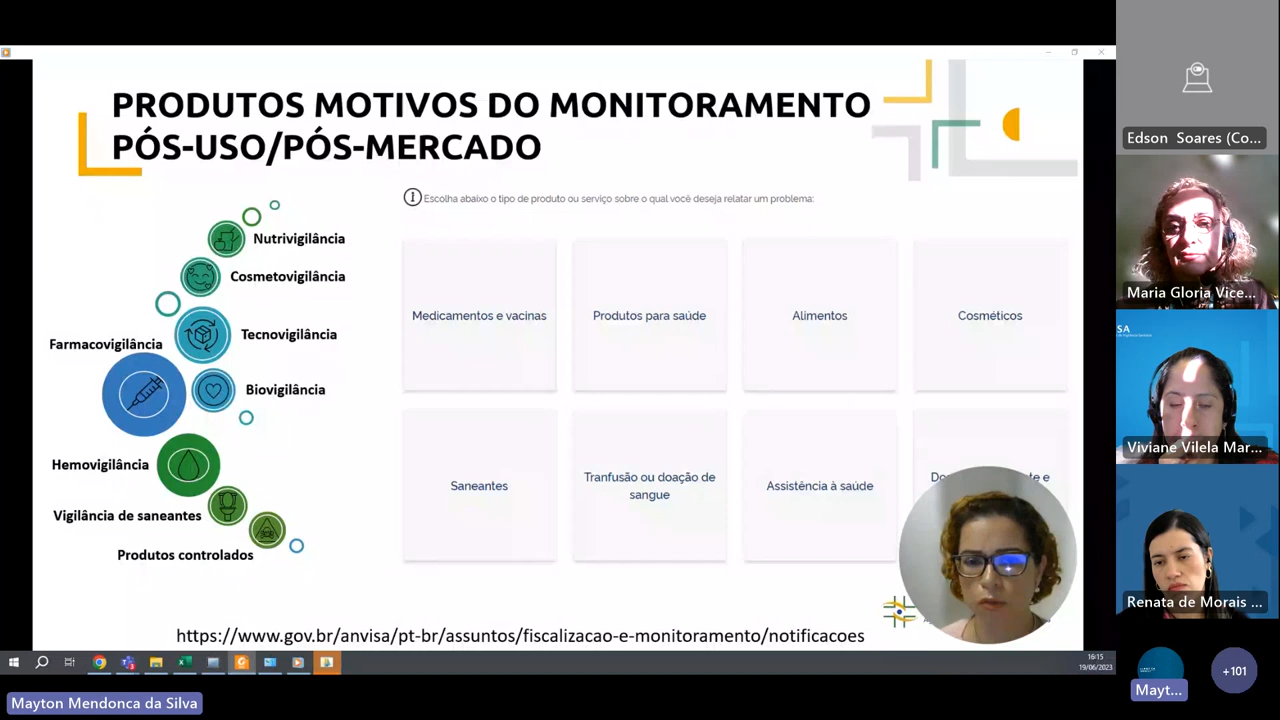 PRODUTOS MOTIVOS DO MONITORAMENTO
PÓS-USO/PÓS-MERCADO
Escolha abaixo o tipo de produto ou serviço sobre o qual você deseja relatar um problema:
Nutrivigilância
Cosmetovigilância
Tecnovigilância
Farmacovigilância
Biovigilância
Hemovigilância
Vigilância de saneantes
Produtos controlados
Medicamentos e vacinas
Produtos para saúde
Alimentos
Cosméticos
Saneantes
Tranfusão ou doação de
sangue
Assistência à saúde
https://www.gov.br/anvisa/pt-br/assuntos/fiscalizacao-e-monitoramento/notificacoes
16:15
19/06/2023
Mayton Mendonca da Silva
Edson Soares (Co...
Maria Gloria Vice...
Viviane Vilela Mar...
Renata de Morais ...
Mayt...
+101